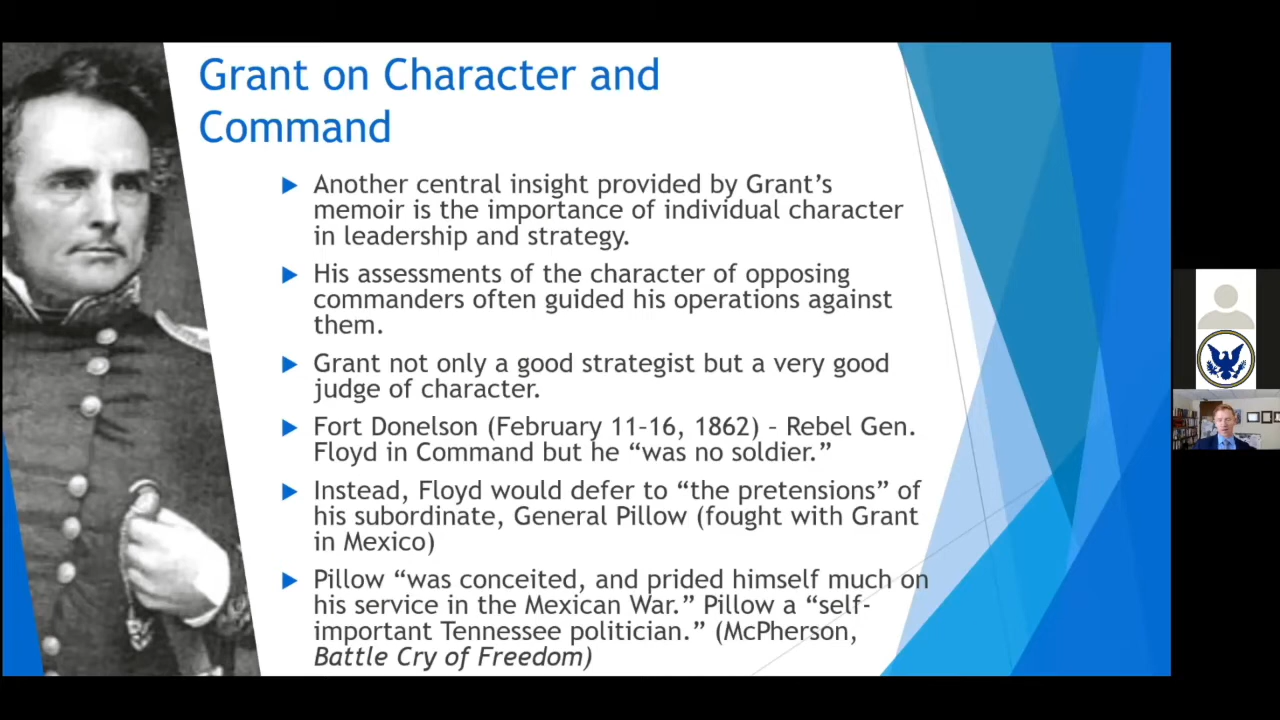 Grant on Character and
Command
Another central insight provided by Grant’s
memoir is the importance of individual character
in leadership and strategy.
His assessments of the character of opposing
commanders often guided his operations against
them.
Grant not only a good strategist but a very good
judge of character.
Fort Donelson (February 11–16, 1862) – Rebel Gen.
Floyd in Command but he “was no soldier.”
Instead, Floyd would defer to “the pretensions” of
his subordinate, General Pillow (fought with Grant
in Mexico)
Pillow “was conceited, and prided himself much on
his service in the Mexican War.” Pillow a “self-
important Tennessee politician.” (McPherson,
Battle Cry of Freedom)